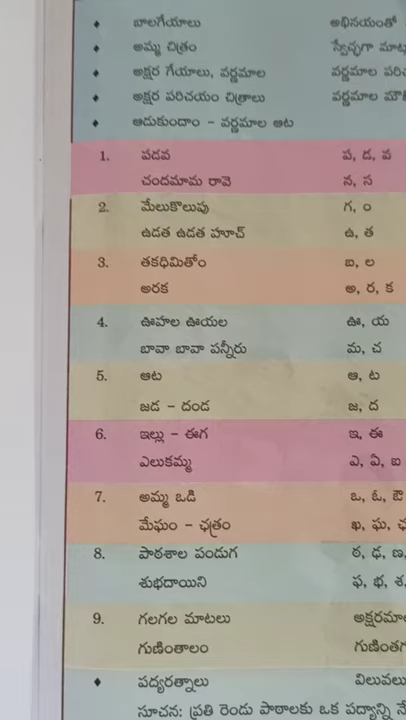 ♦ బాలగేయాలు అభినయంతో
♦ అమ్మ చిత్రం స్వేచ్ఛగా
♦ అక్షర గేయాలు, వర్ణమాల వర్ణమాల
♦ అక్షర పరిచయం చిత్రాలు వర్ణమాల
♦ ఆడుకుందాం - వర్ణమాల ఆట
1. పడవ ప, డ, వ
చందమామ రావె న, స
2. మేలుకొలుపు గ, ం
ఉడత ఉడత హూచ్ ఉ, త
3. తకధిమితోం బ, ల
అరక అ, ర, క
4. ఊహల ఊయల ఊ, య
బావా బావా పన్నీరు మ, చ
5. ఆట ఆ, ట
జడ - దండ జ, ద
6. ఇల్లు - ఈగ ఇ, ఈ
ఎలుకమ్మ ఎ, ఏ, ఐ
7. అమ్మ ఒడి ఒ, ఓ, ఔ
మేఘం - ఛత్రం ఖ, ఘ,
8. పాఠశాల పండుగ ఠ, ఢ, ణ,
శుభదాయిని ఫ, భ, శ,
9. గలగల మాటలు
గుణింతాలం
♦ పద్యరత్నాలు విలువలు
సూచన: ప్రతి రెండు పాఠాలకు ఒక పద్యాన్ని